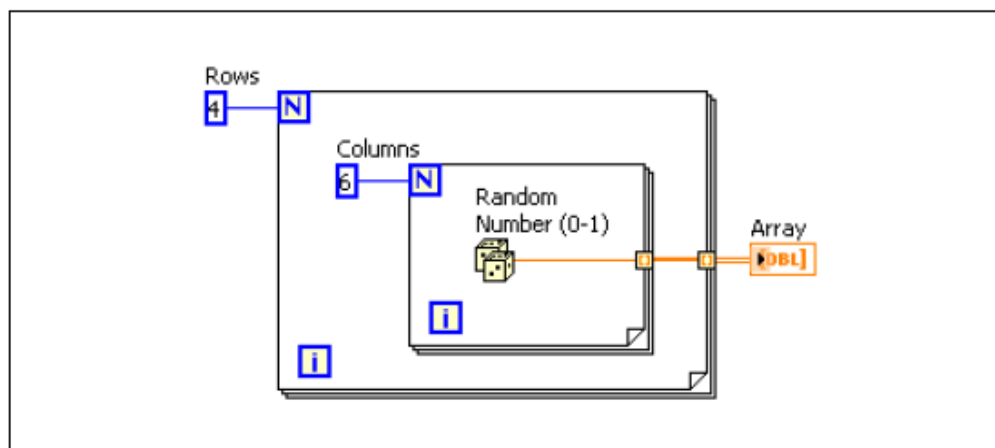 Rows
4
N
Columns
6
N
Random
Number (0-1)
Array
DBL]
i
i